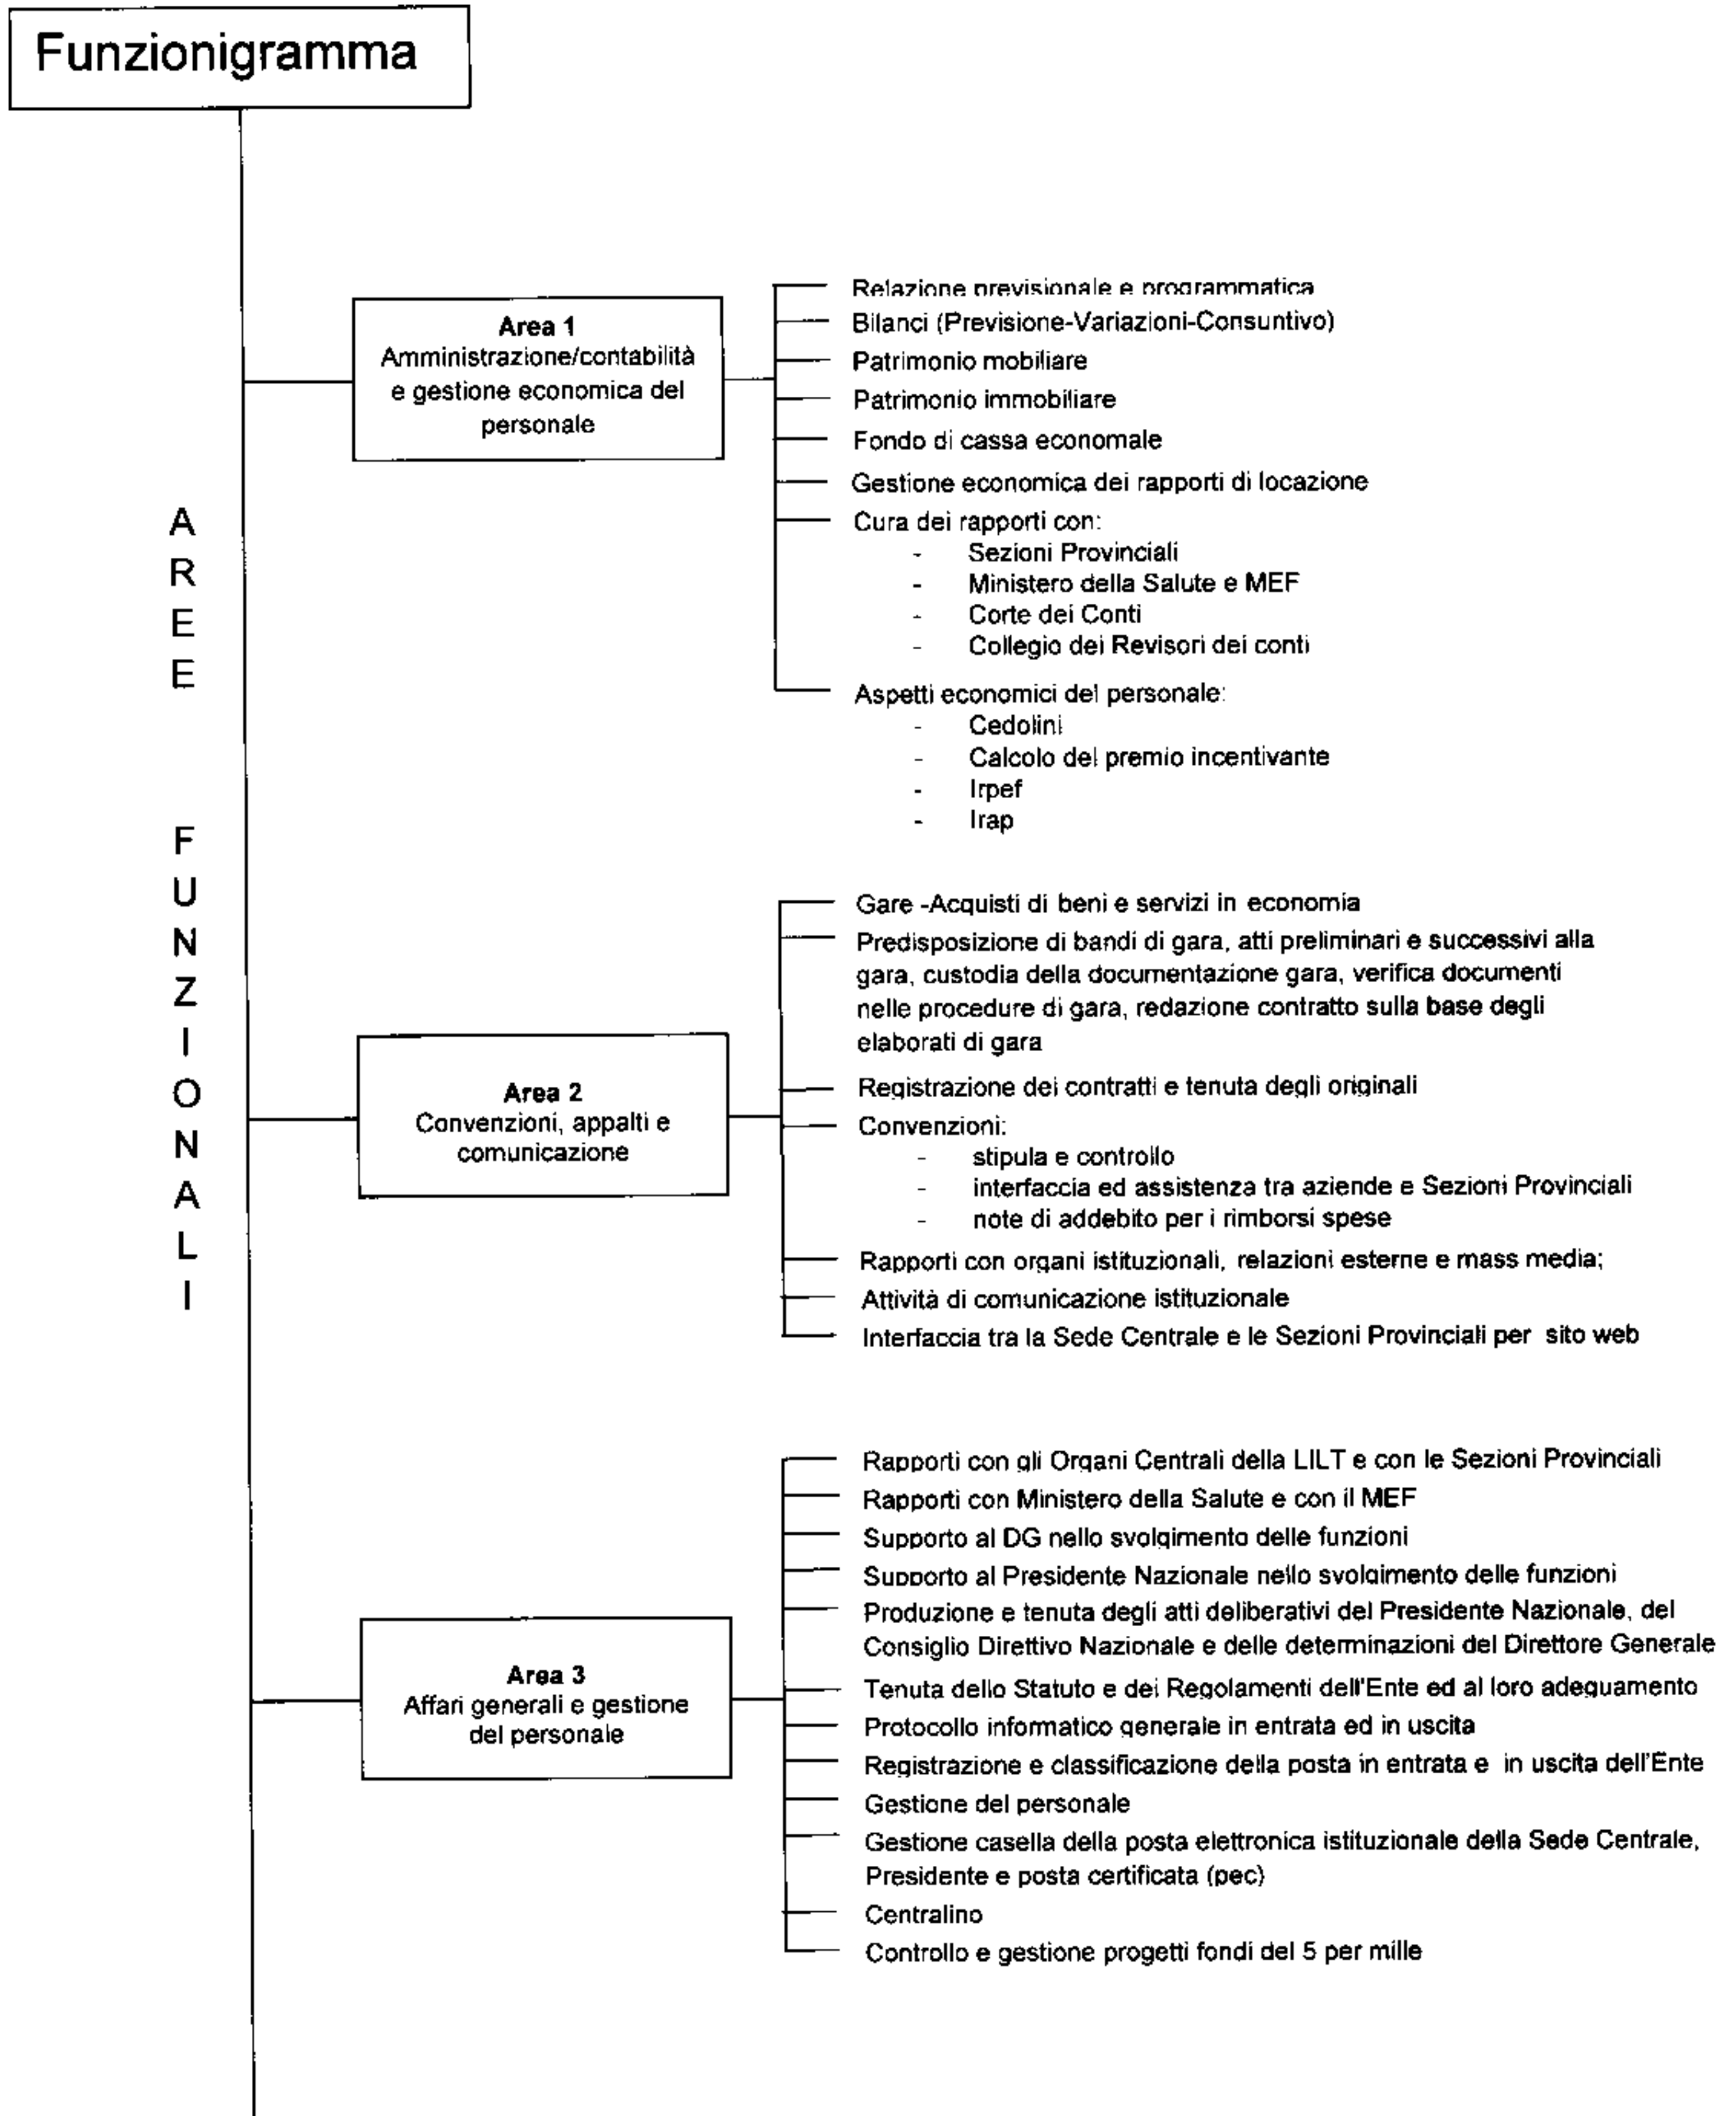 Funzionigramma
AREE
FUNZIONALI
Area 1
Amministrazione/contabilità
e gestione economica del
personale
Relazione previsionale e programmatica
Bilanci (Previsione-Variazioni-Consuntivo)
Patrimonio mobiliare
Patrimonio immobiliare
Fondo di cassa economale
Gestione economica dei rapporti di locazione
Cura dei rapporti con:
- Sezioni Provinciali
- Ministero della Salute e MEF
- Corte dei Conti
- Collegio dei Revisori dei conti
Aspetti economici del personale:
- Cedolini
- Calcolo del premio incentivante
- Irpef
- Irap
Area 2
Convenzioni, appalti e
comunicazione
Gare -Acquisti di beni e servizi in economia
Predisposizione di bandi di gara, atti preliminari e successivi alla
gara, custodia della documentazione gara, verifica documenti
nelle procedure di gara, redazione contratto sulla base degli
elaborati di gara
Registrazione dei contratti e tenuta degli originali
Convenzioni:
- stipula e controllo
- interfaccia ed assistenza tra aziende e Sezioni Provinciali
- note di addebito per i rimborsi spese
Rapporti con organi istituzionali, relazioni esterne e mass media;
Attività di comunicazione istituzionale
Interfaccia tra la Sede Centrale e le Sezioni Provinciali per sito web
Area 3
Affari generali e gestione
del personale
Rapporti con gli Organi Centrali della LILT e con le Sezioni Provinciali
Rapporti con Ministero della Salute e con il MEF
Supporto al DG nello svolgimento delle funzioni
Supporto al Presidente Nazionale nello svolgimento delle funzioni
Produzione e tenuta degli atti deliberativi del Presidente Nazionale, del
Consiglio Direttivo Nazionale e delle determinazioni del Direttore Generale
Tenuta dello Statuto e dei Regolamenti dell'Ente ed al loro adeguamento
Protocollo informatico generale in entrata ed in uscita
Registrazione e classificazione della posta in entrata e in uscita dell'Ente
Gestione del personale
Gestione casella della posta elettronica istituzionale della Sede Centrale,
Presidente e posta certificata (pec)
Centralino
Controllo e gestione progetti fondi del 5 per mille